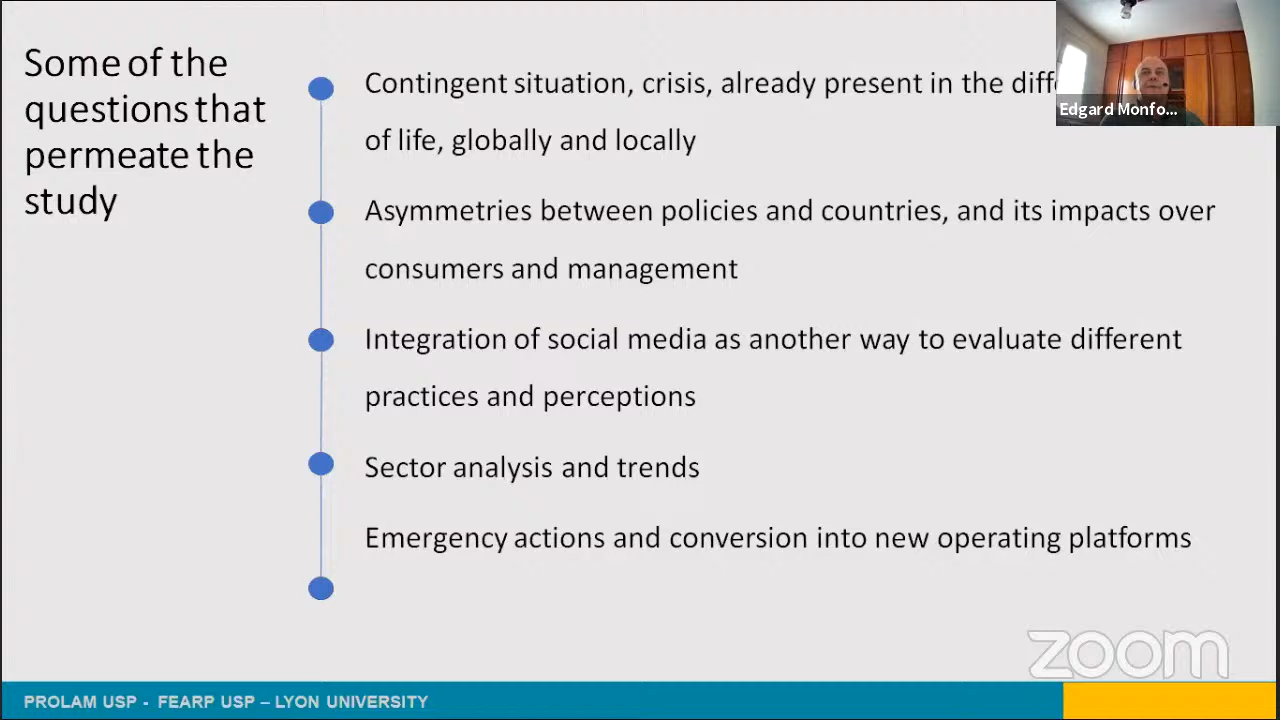 Some of the
questions that
permeate the
study
Contingent situation, crisis, already present in the
of life, globally and locally
Asymmetries between policies and countries, and its impacts over
consumers and management
Integration of social media as another way to evaluate different
practices and perceptions
Sector analysis and trends
Emergency actions and conversion into new operating platforms
Edgard Monfo...
zoom
PROLAM USP - FEARP USP – LYON UNIVERSITY